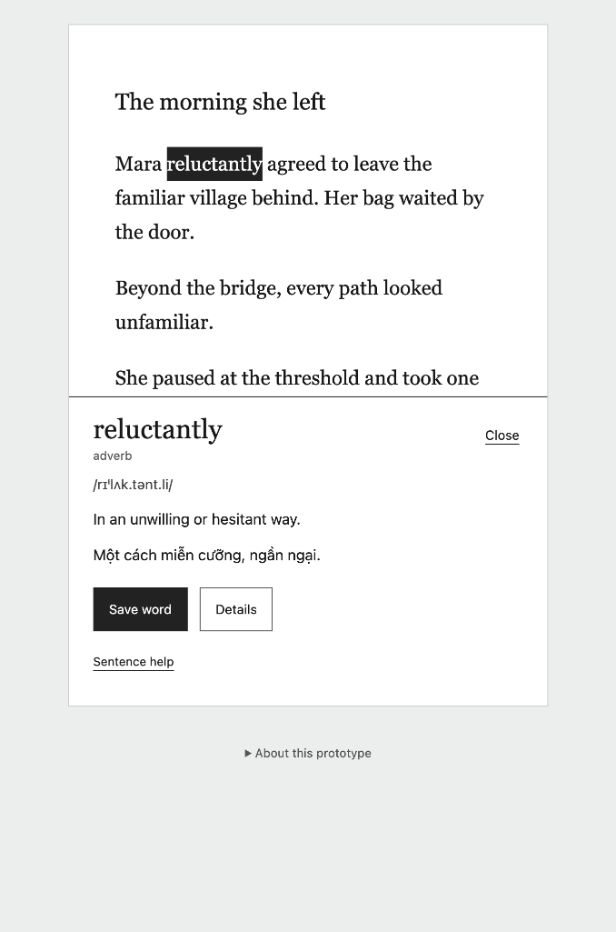 The morning she left
Mara reluctantly agreed to leave the
familiar village behind. Her bag waited by
the door.
Beyond the bridge, every path looked
unfamiliar.
She paused at the threshold and took one
reluctantly
Close
adverb
/rɪˈlʌk.tənt.li/
In an unwilling or hesitant way.
Một cách miễn cưỡng, ngần ngại.
Save word
Details
Sentence help
▶ About this prototype